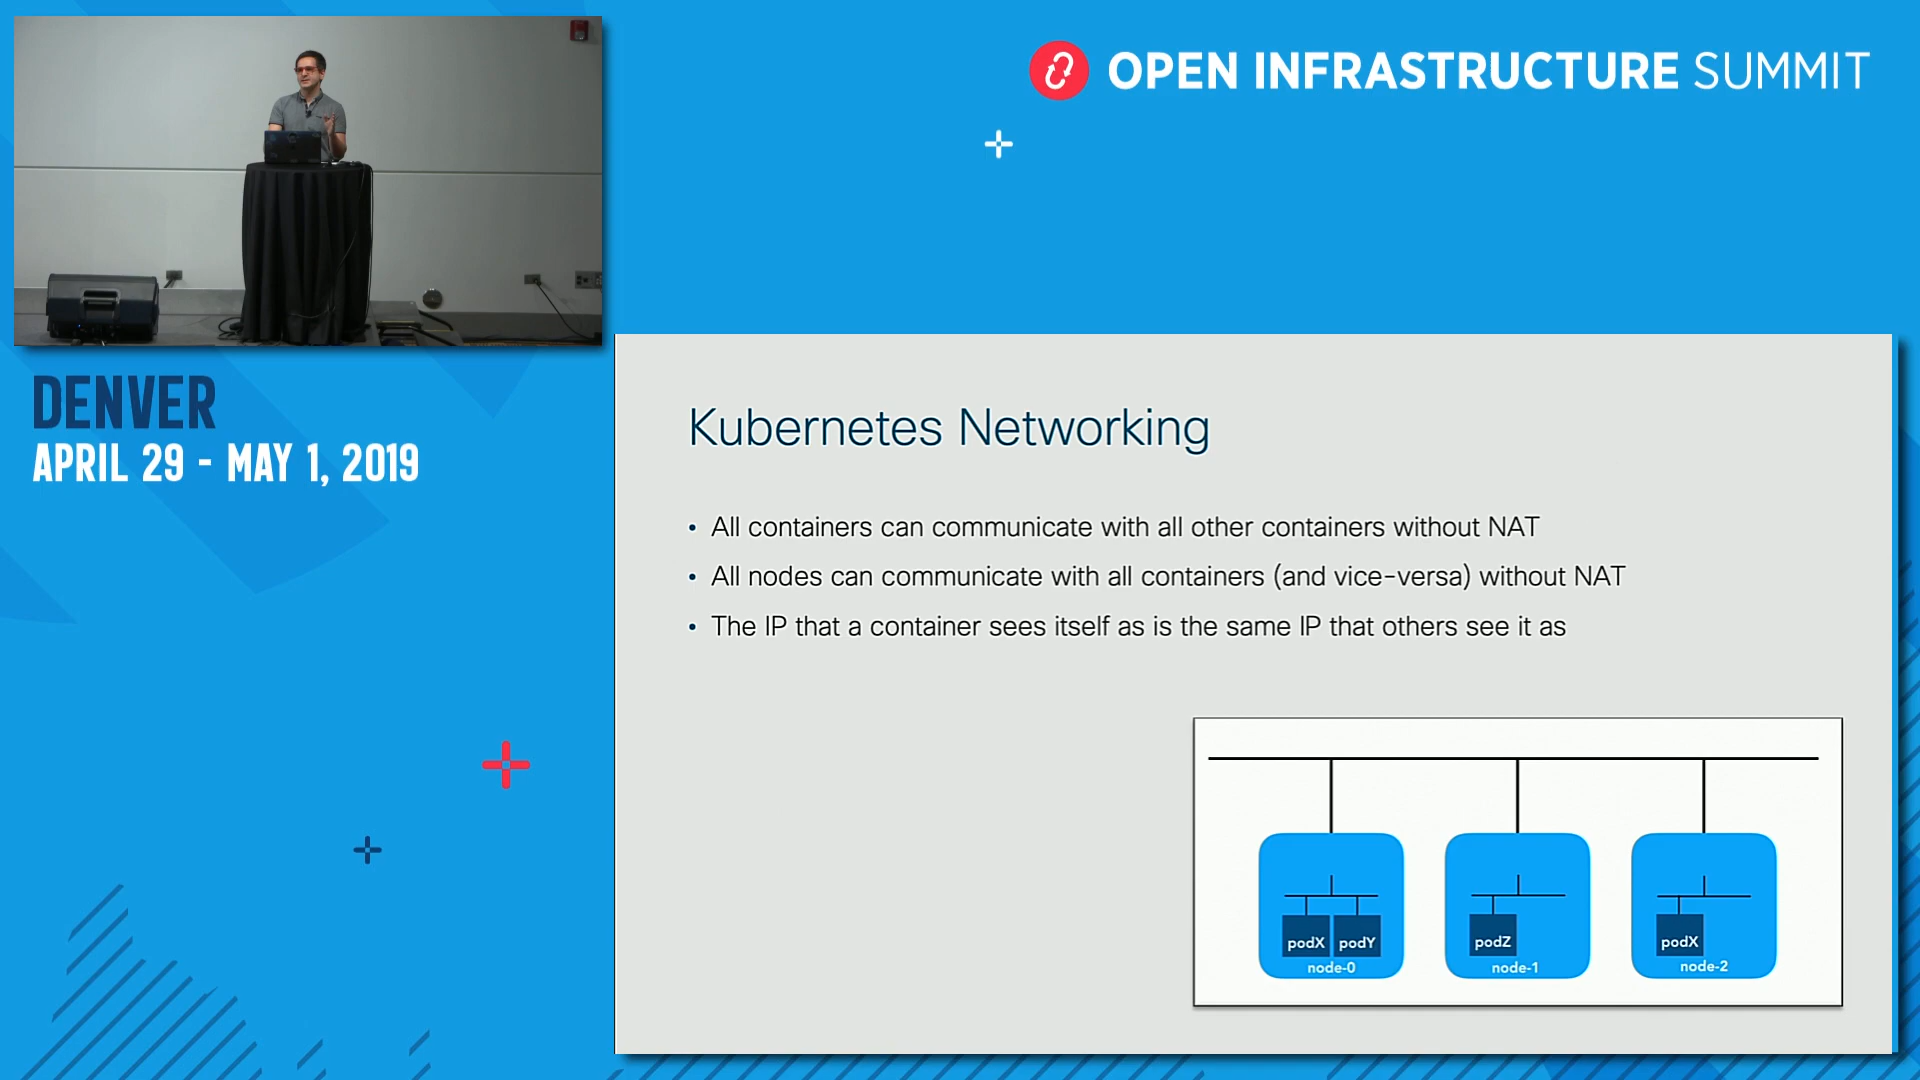 OPEN INFRASTRUCTURE SUMMIT
DENVER
APRIL 29 - MAY 1, 2019
Kubernetes Networking
• All containers can communicate with all other containers without NAT
• All nodes can communicate with all containers (and vice-versa) without NAT
• The IP that a container sees itself as is the same IP that others see it as
podX podY
node-0
podZ
node-1
podX
node-2